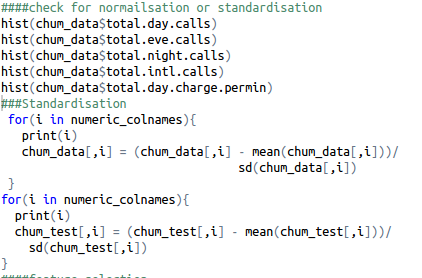 ####check for normailsation or standardisation
hist(chum_data$total.day.calls)
hist(chum_data$total.eve.calls)
hist(chum_data$total.night.calls)
hist(chum_data$total.intl.calls)
hist(chum_data$total.day.charge.permin)
###Standardisation
for(i in numeric_colnames){
print(i)
chum_data[,i] = (chum_data[,i] - mean(chum_data[,i]))/
sd(chum_data[,i])
}
for(i in numeric_colnames){
print(i)
chum_test[,i] = (chum_test[,i] - mean(chum_test[,i]))/
sd(chum_test[,i])
}
####feature selection